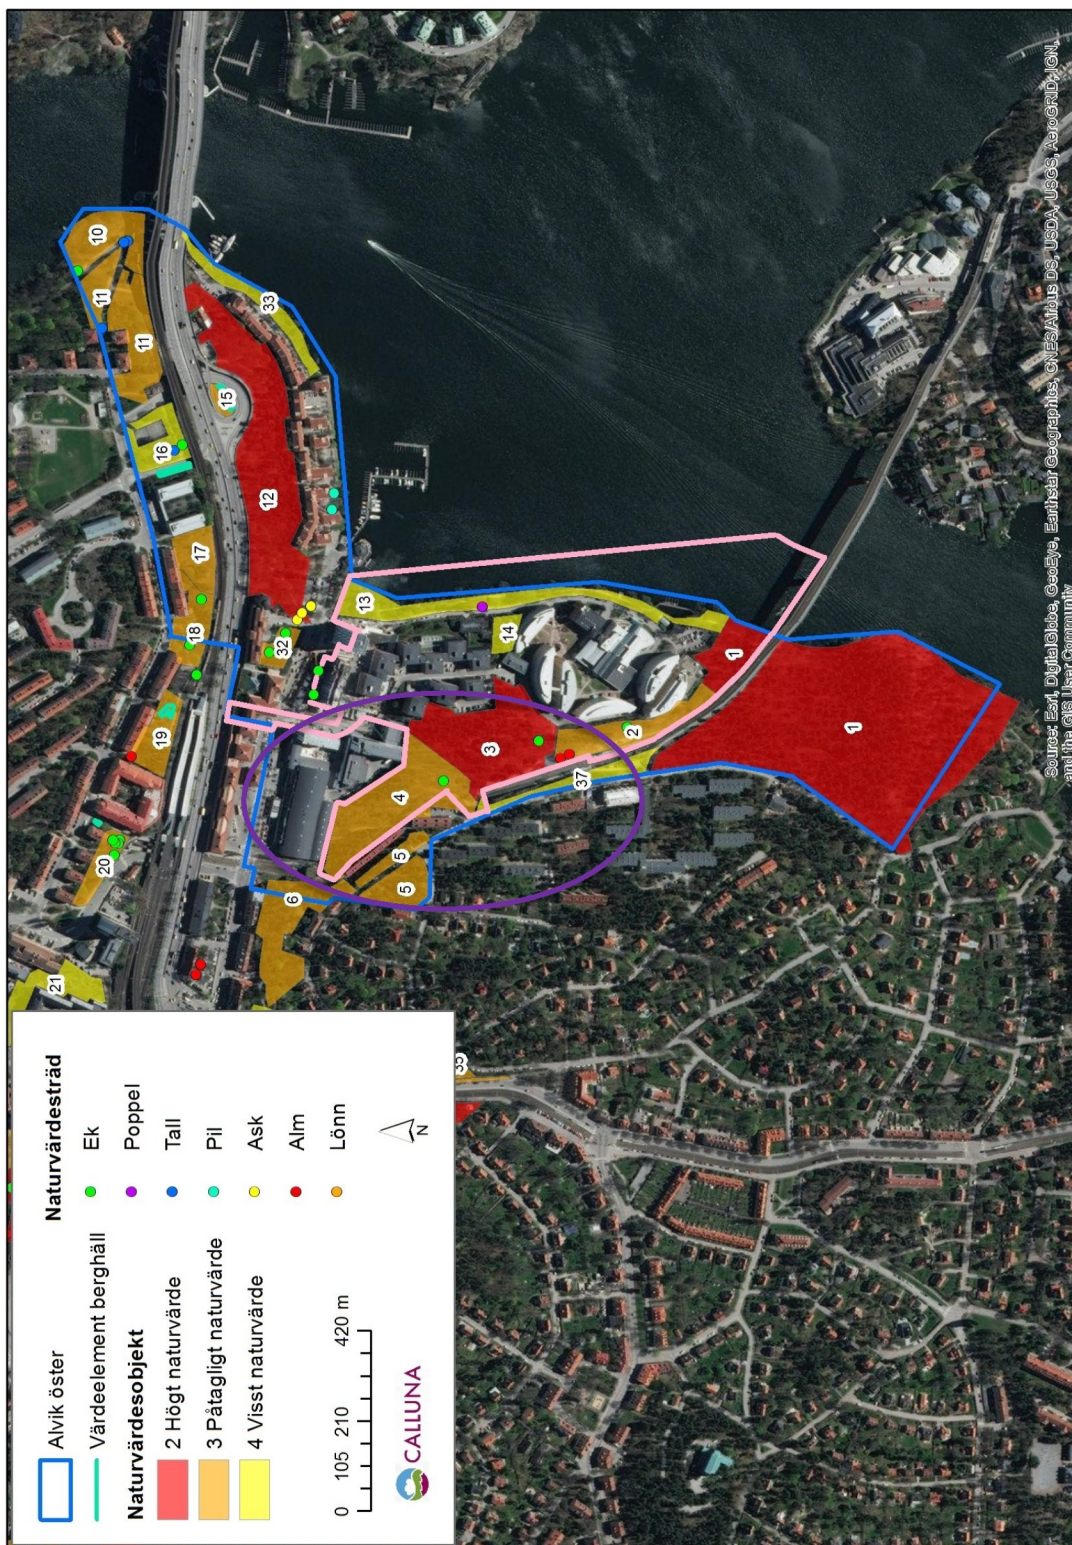 Alvik öster
Värdeelement berghäll
Naturvärdesobjekt
2 Högt naturvärde
3 Påtagligt naturvärde
4 Visst naturvärde
Naturvärdesträd
Ek
Poppel
Tall
Pil
Ask
Alm
Lönn
0 105 210 420 m
CALLUNA
N
21
20
19
18
17
16
11
11
10
15
12
33
32
6
5
5
4
3
13
14
2
37
1
1
35
Source: Esri, DigitalGlobe, GeoEye, Earthstar Geographics, CNES/Airbus DS, USDA, USGS, AeroGRID, IGN,
and the GIS User Community